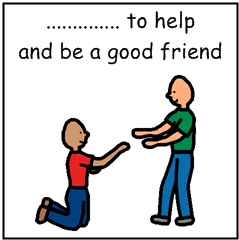 .............. to help
and be a good friend